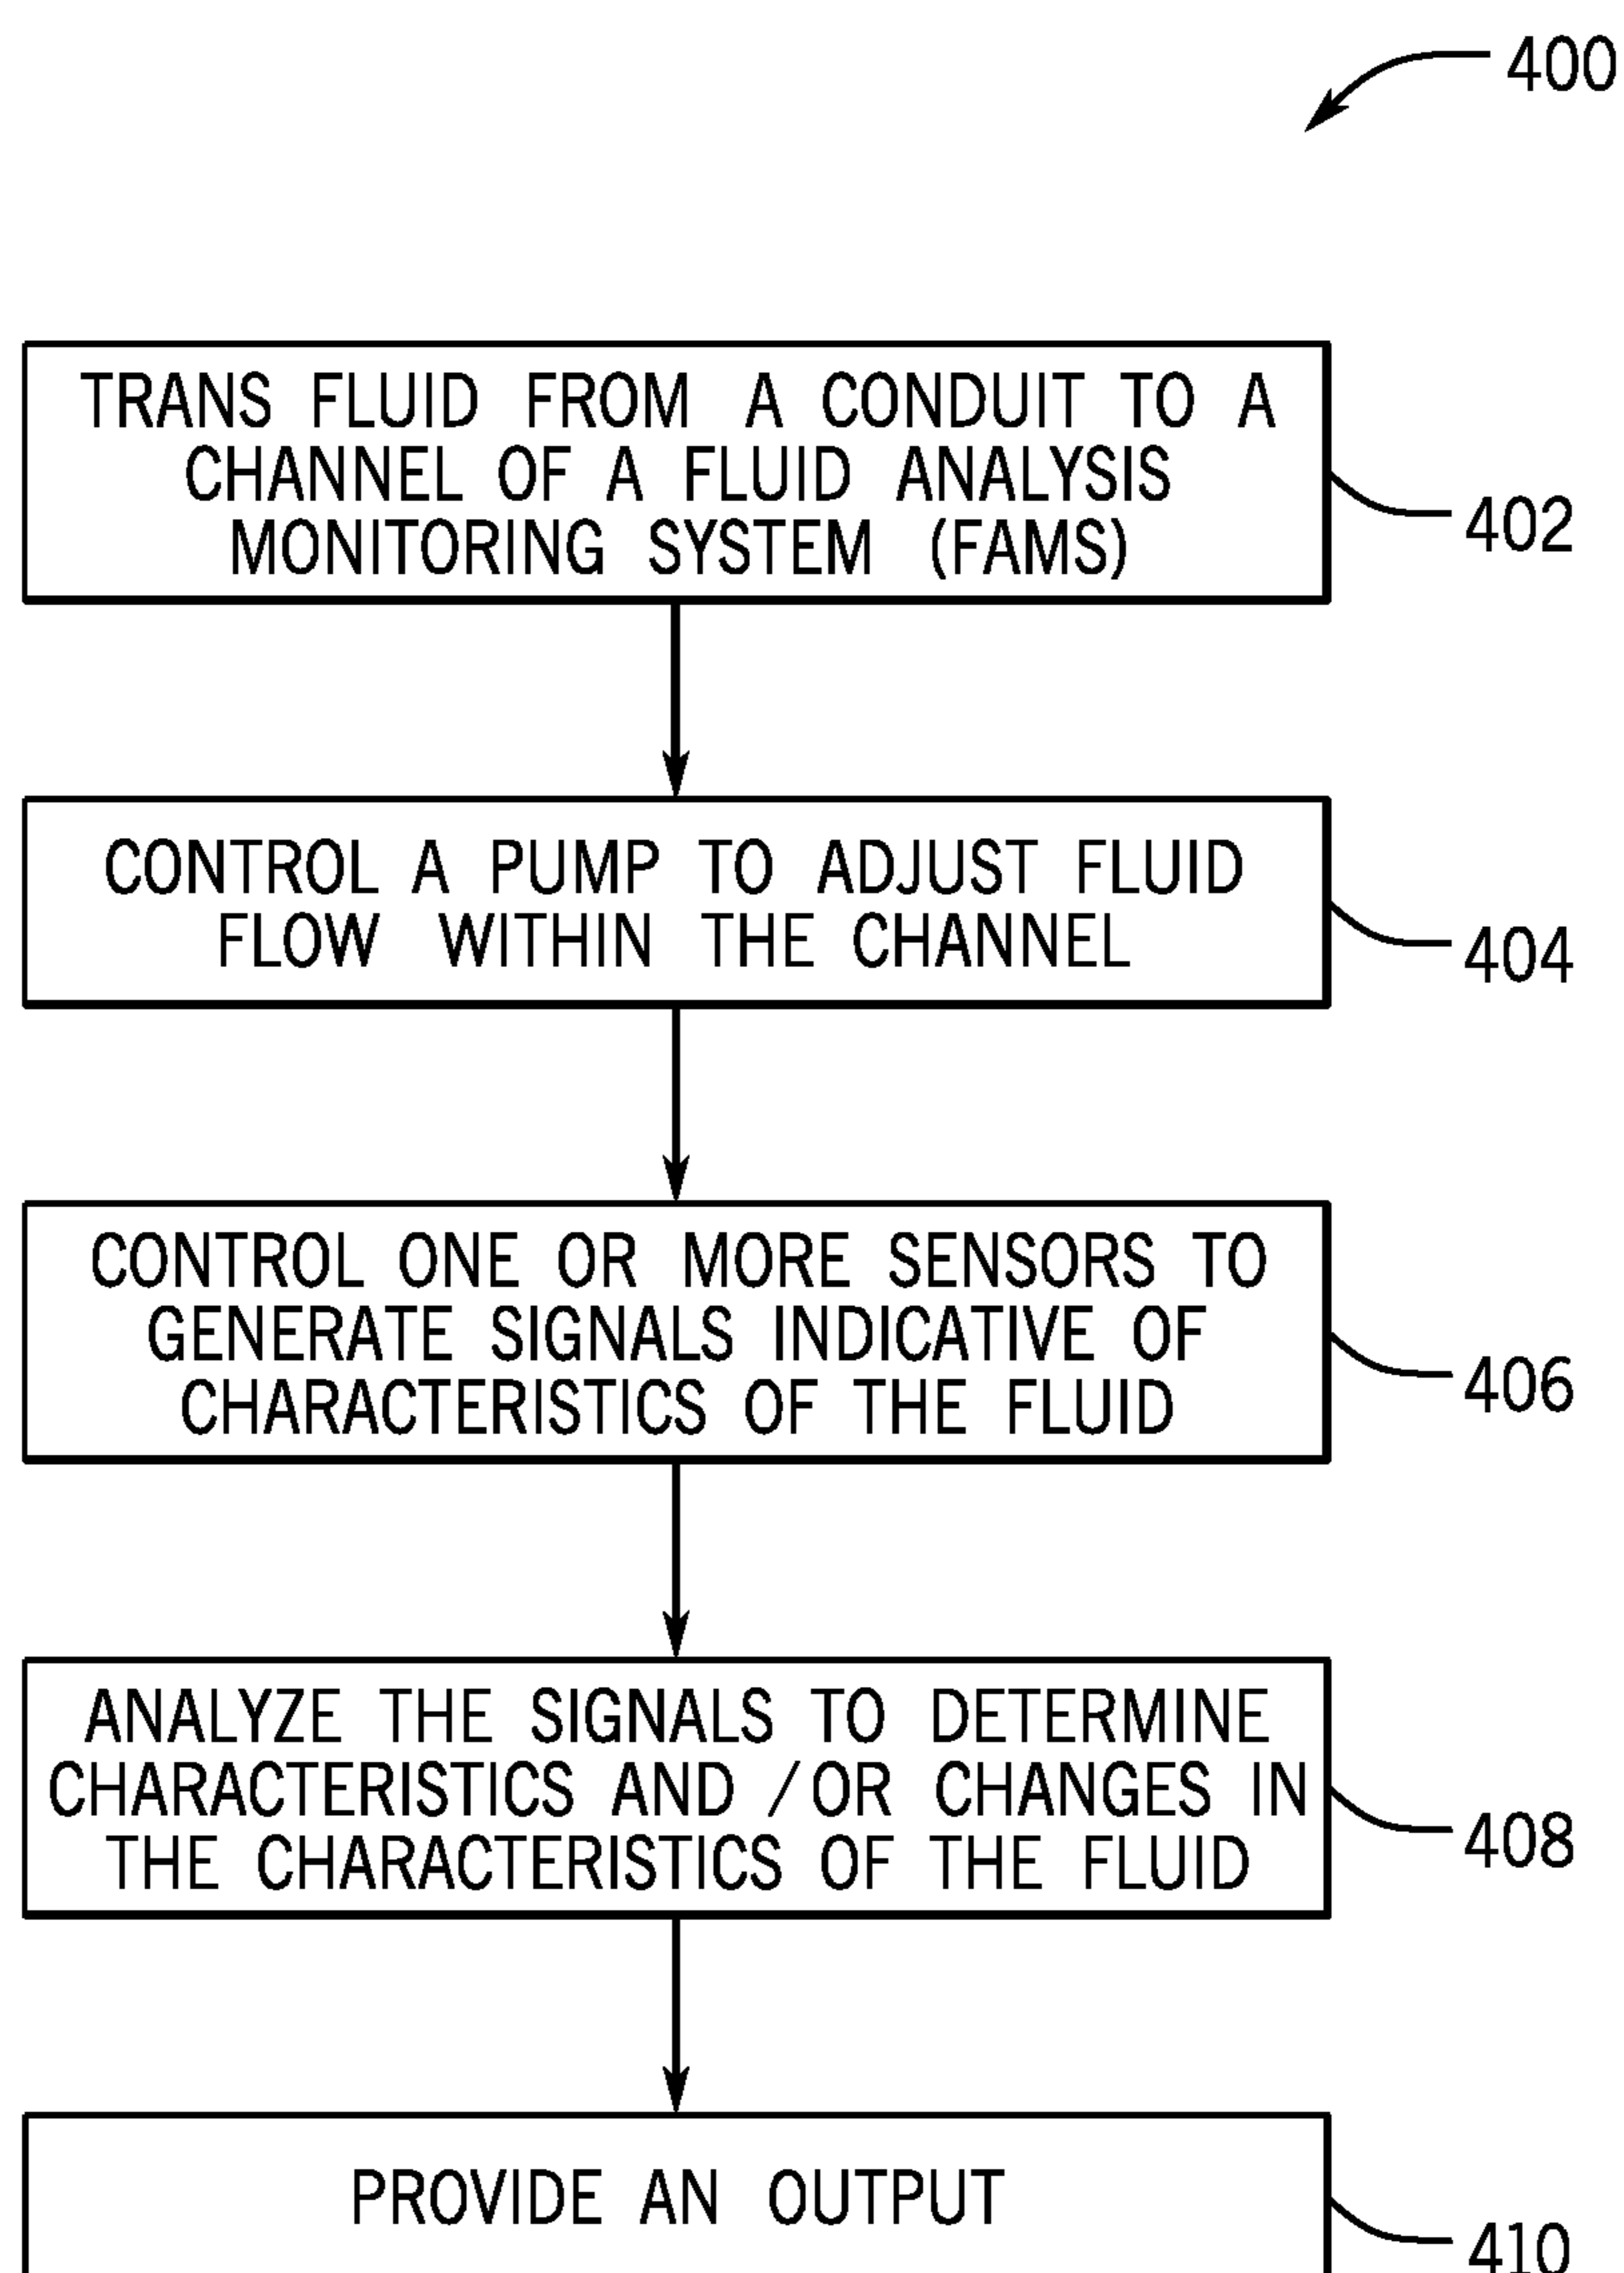 400
TRANS FLUID FROM A CONDUIT TO A
CHANNEL OF A FLUID ANALYSIS
MONITORING SYSTEM (FAMS)
402
CONTROL A PUMP TO ADJUST FLUID
FLOW WITHIN THE CHANNEL
404
CONTROL ONE OR MORE SENSORS TO
GENERATE SIGNALS INDICATIVE OF
CHARACTERISTICS OF THE FLUID
406
ANALYZE THE SIGNALS TO DETERMINE
CHARACTERISTICS AND /OR CHANGES IN
THE CHARACTERISTICS OF THE FLUID
408
PROVIDE AN OUTPUT
410